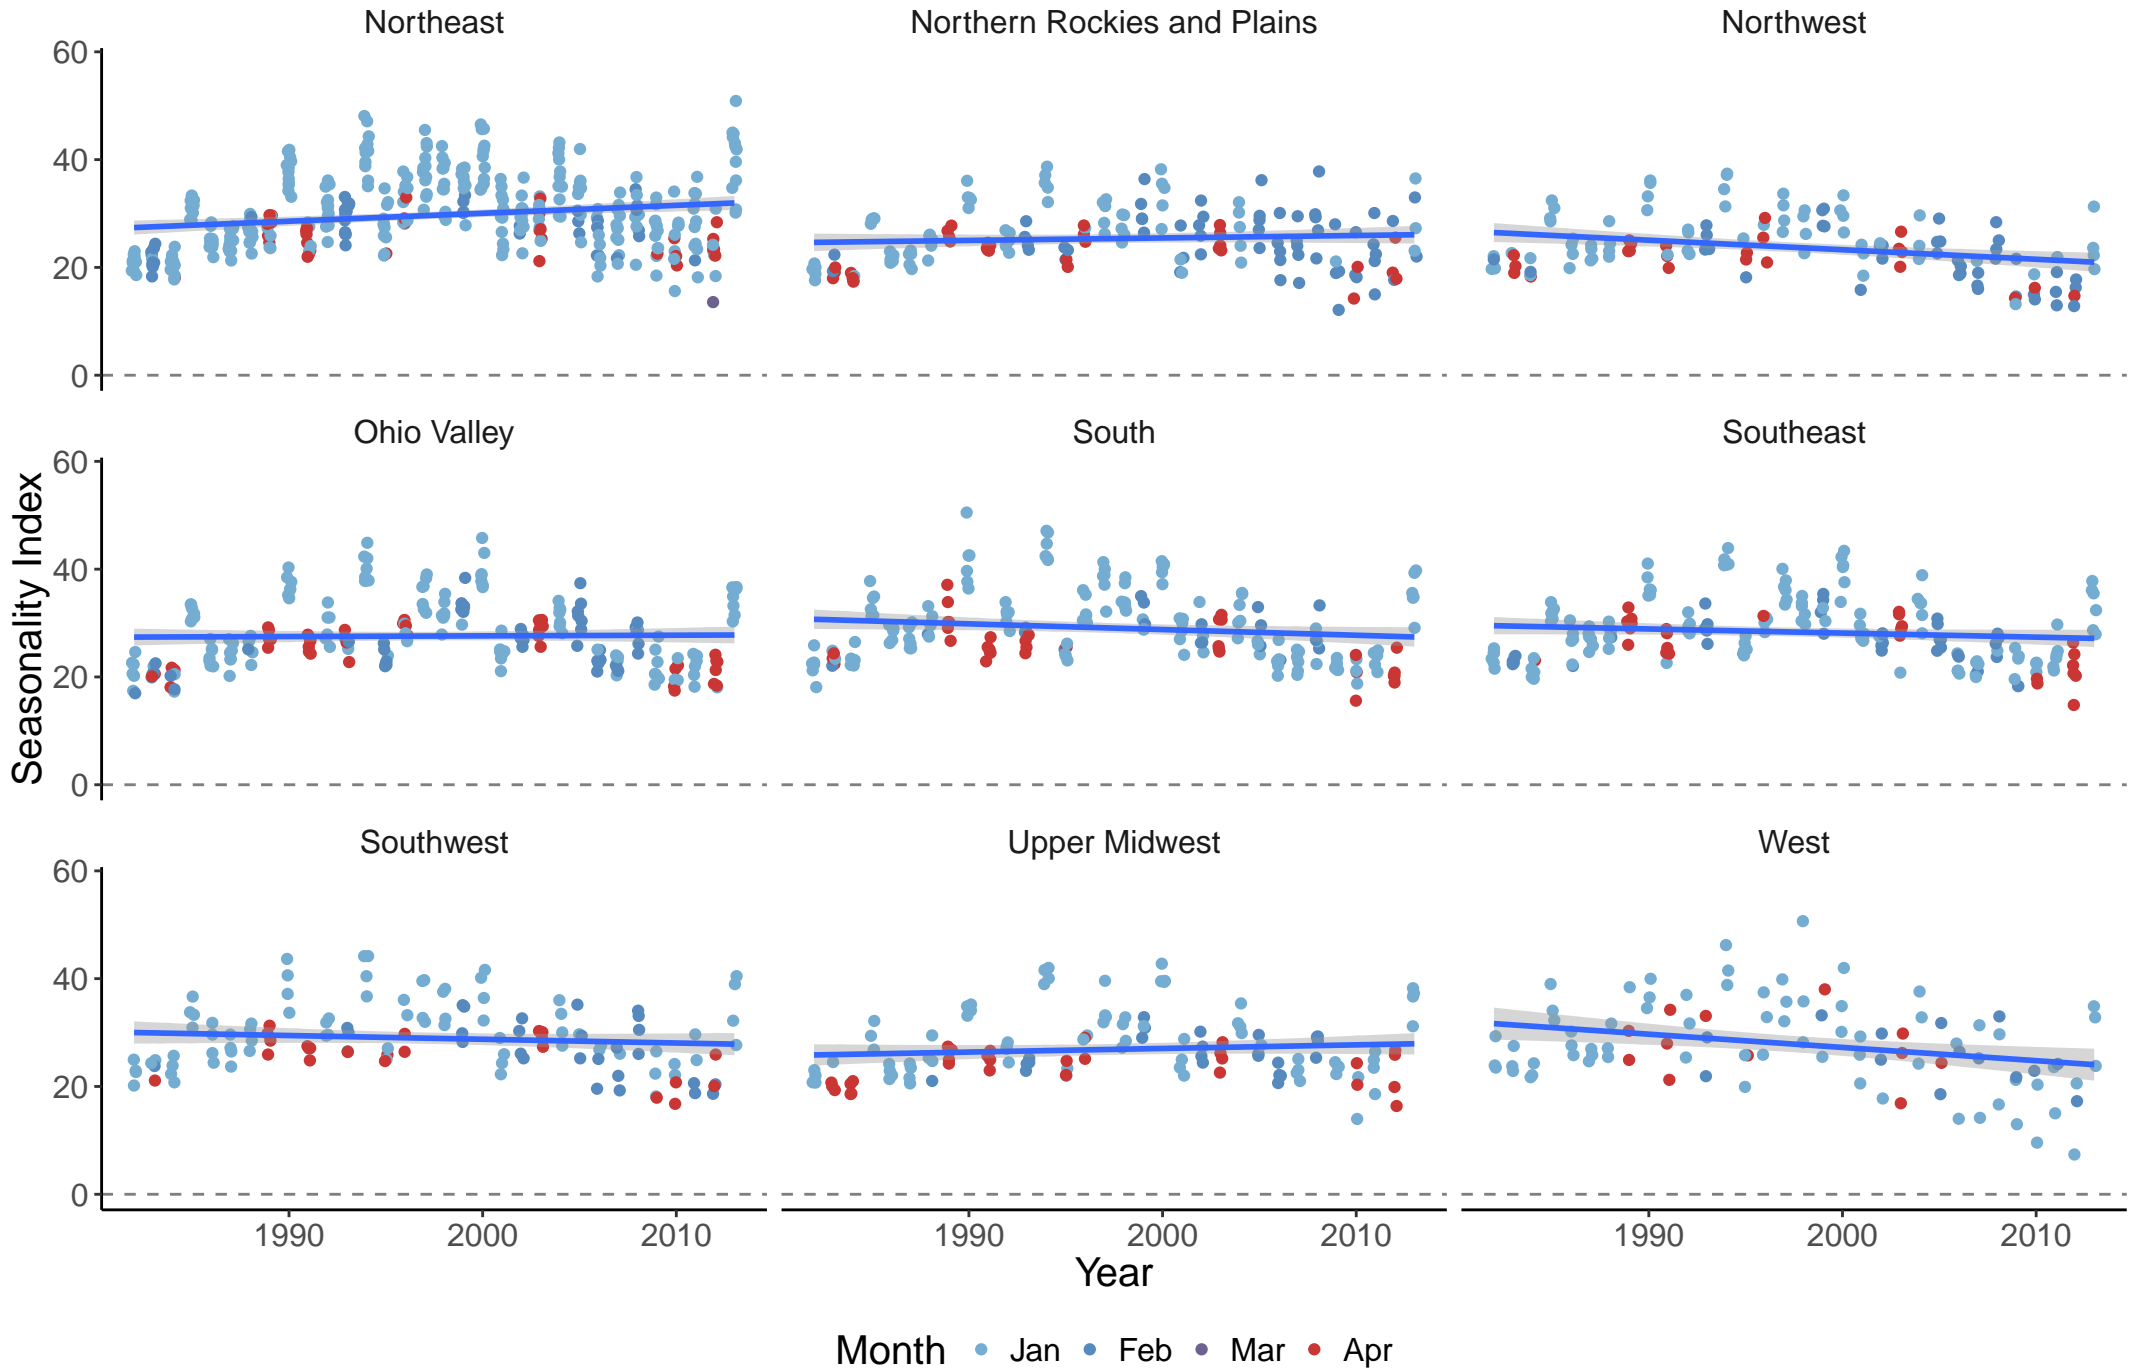 Northeast Northern Rockies and Plains Northwest
60
40
20
0
Ohio Valley South Southeast
60
40
20
0
Seasonality Index
Southwest Upper Midwest West
60
40
20
0
1990 2000 2010 1990 2000 2010 1990 2000 2010
Year
Month Jan Feb Mar Apr